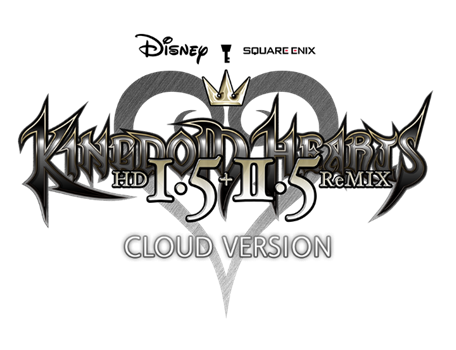 Disney SQUARE ENIX
KINGDOM HEARTS
HD I.5+II.5 ReMIX
CLOUD VERSION